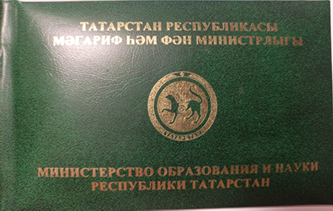 ТАТАРСТАН РЕСПУБЛИКАСЫ
МӘГАРИФ ҺӘМ ФӘН МИНИСТРЛЫГЫ
МИНИСТЕРСТВО ОБРАЗОВАНИЯ И НАУКИ
РЕСПУБЛИКИ ТАТАРСТАН